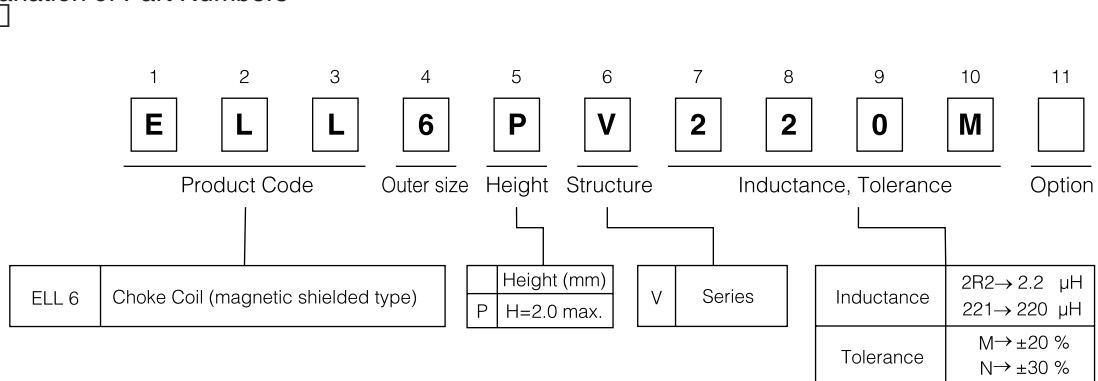 Part Numbers
1 2 3 4 5 6 7 8 9 10 11
E L L 6 P V 2 2 0 M
Product Code Outer size Height Structure Inductance, Tolerance Option
ELL 6 Choke Coil (magnetic shielded type)
Height (mm)
P H=2.0 max.
V Series
Inductance 2R2→ 2.2 μH
221→ 220 μH
Tolerance M→ ±20 %
N→ ±30 %